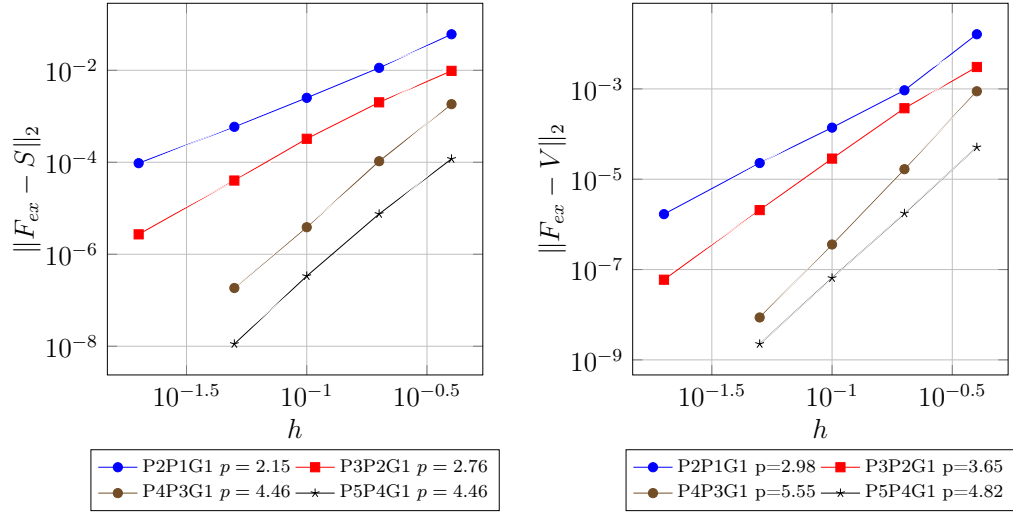 10^{-2}
10^{-4}
10^{-6}
10^{-8}
‖F_{ex} − S‖_2
10^{-1.5} 10^{-1} 10^{-0.5}
h
P2P1G1 p = 2.15 P3P2G1 p = 2.76
P4P3G1 p = 4.46 P5P4G1 p = 4.46
10^{-3}
10^{-5}
10^{-7}
10^{-9}
‖F_{ex} − V‖_2
10^{-1.5} 10^{-1} 10^{-0.5}
h
P2P1G1 p=2.98 P3P2G1 p=3.65
P4P3G1 p=5.55 P5P4G1 p=4.82